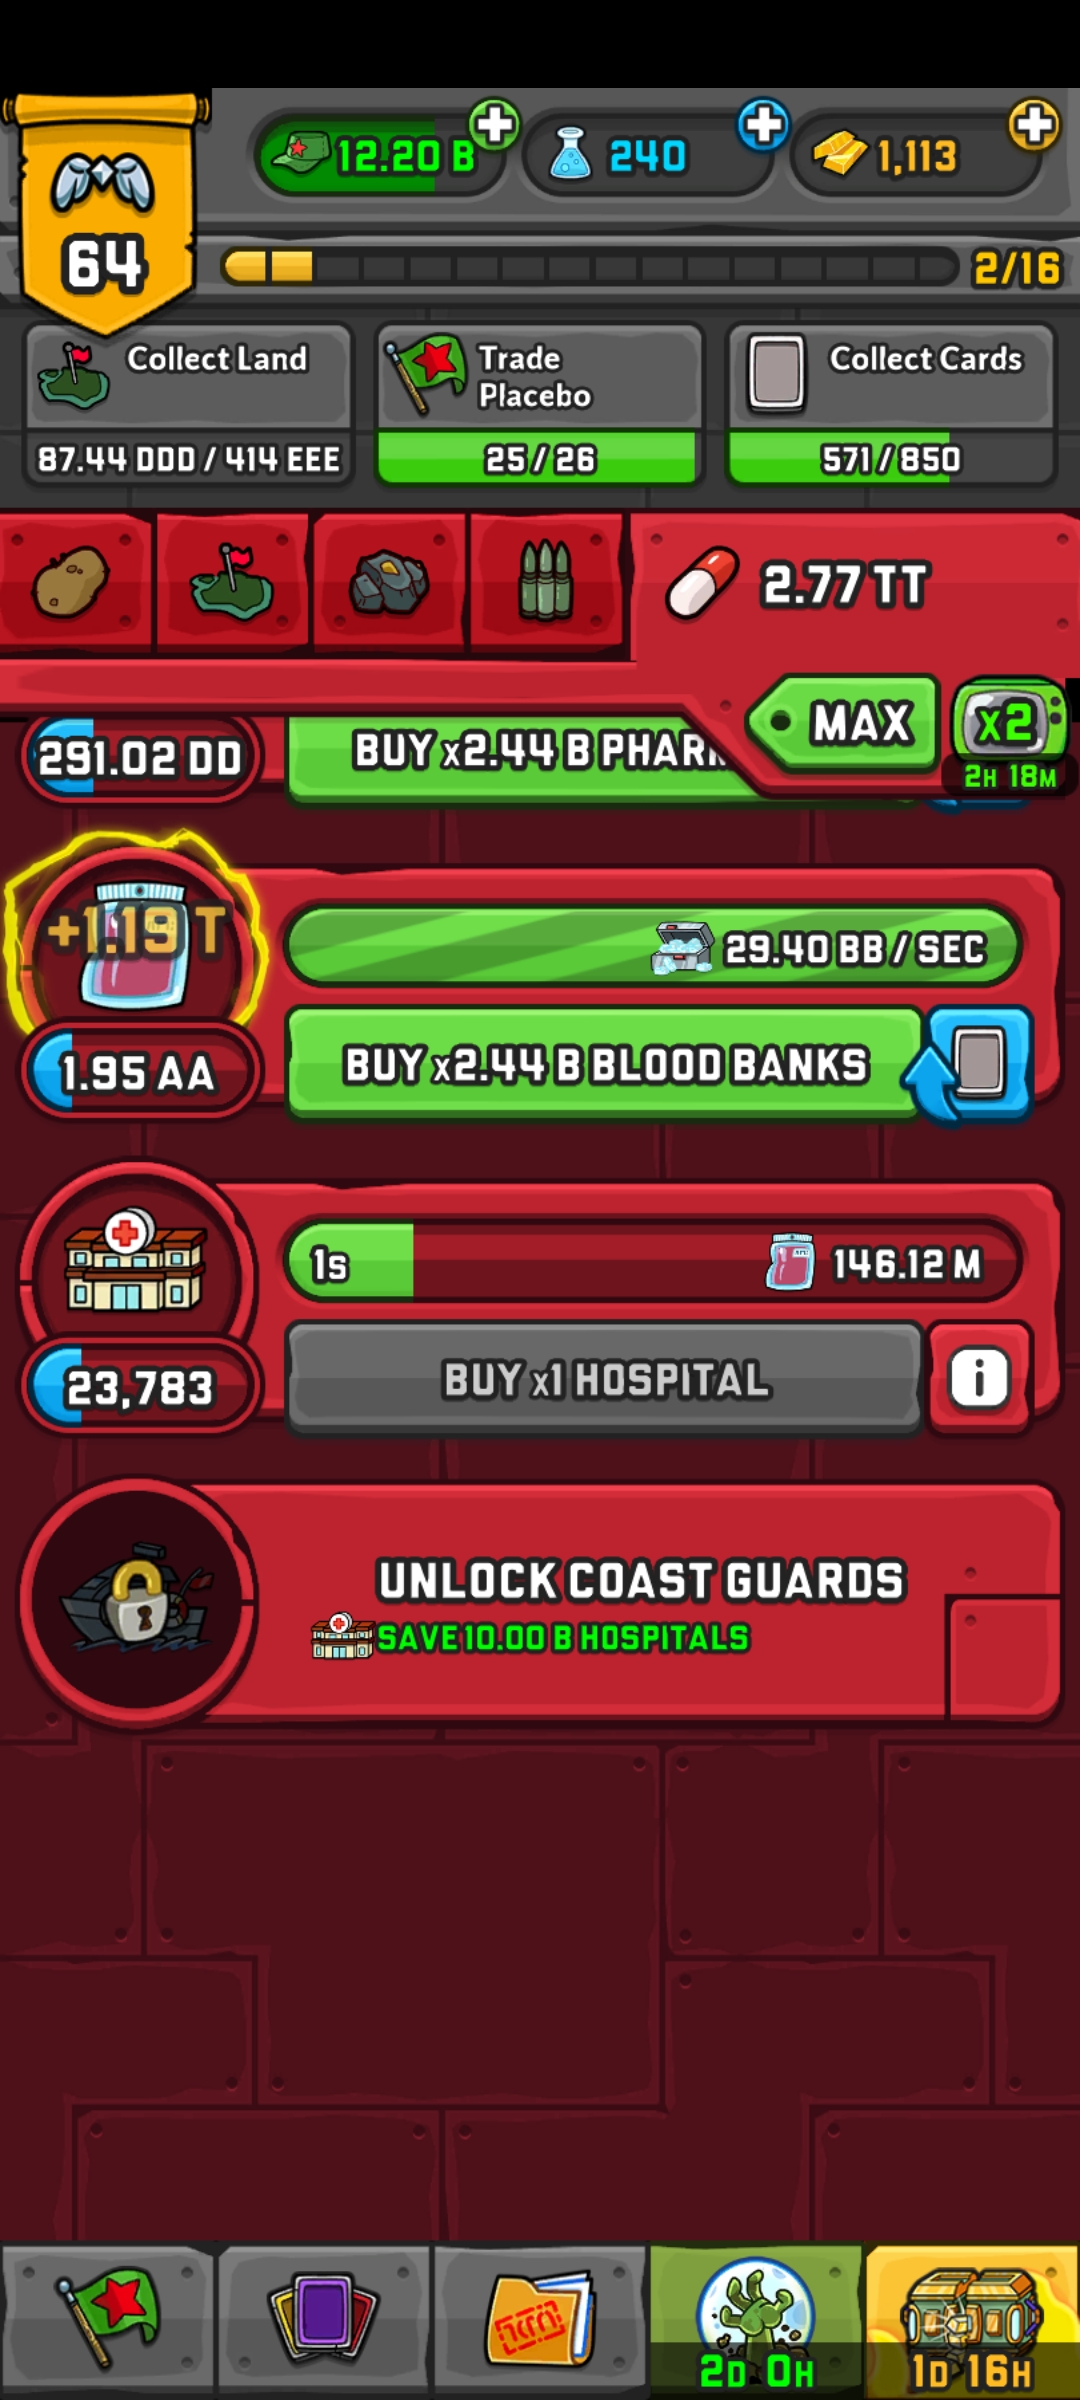 12.20 B
240
1,113
64
2/16
Collect Land
87.44 DDD / 414 EEE
Trade
Placebo
25 / 26
Collect Cards
571 / 850
2.77 TT
MAX
x2
2H 18M
291.02 DD
BUY x2.44 B
+1.19 T
29.40 BB / SEC
1.95 AA
BUY x2.44 B BLOOD BANKS
1s
146.12 M
23,783
BUY x1 HOSPITAL
i
UNLOCK COAST GUARDS
SAVE 10.00 B HOSPITALS
2D 0H
1D 16H